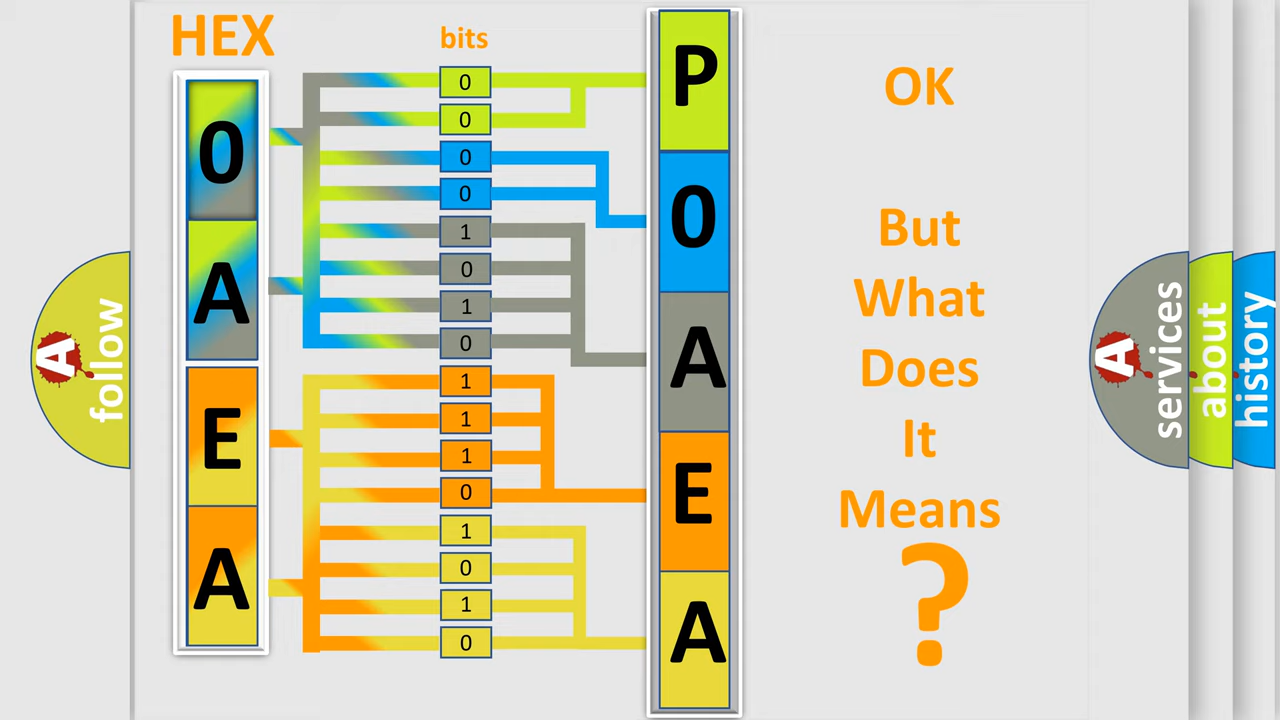 HEX
bits
0
A
E
A
0
0
0
0
1
0
1
0
1
1
1
0
1
0
1
0
P
0
A
E
A
OK
But
What
Does
It
Means
?
A
follow
A
services
about
history